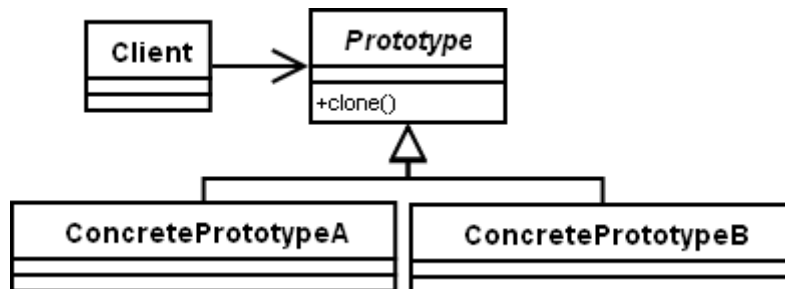 Client
Prototype
+clone()
ConcretePrototypeA
ConcretePrototypeB